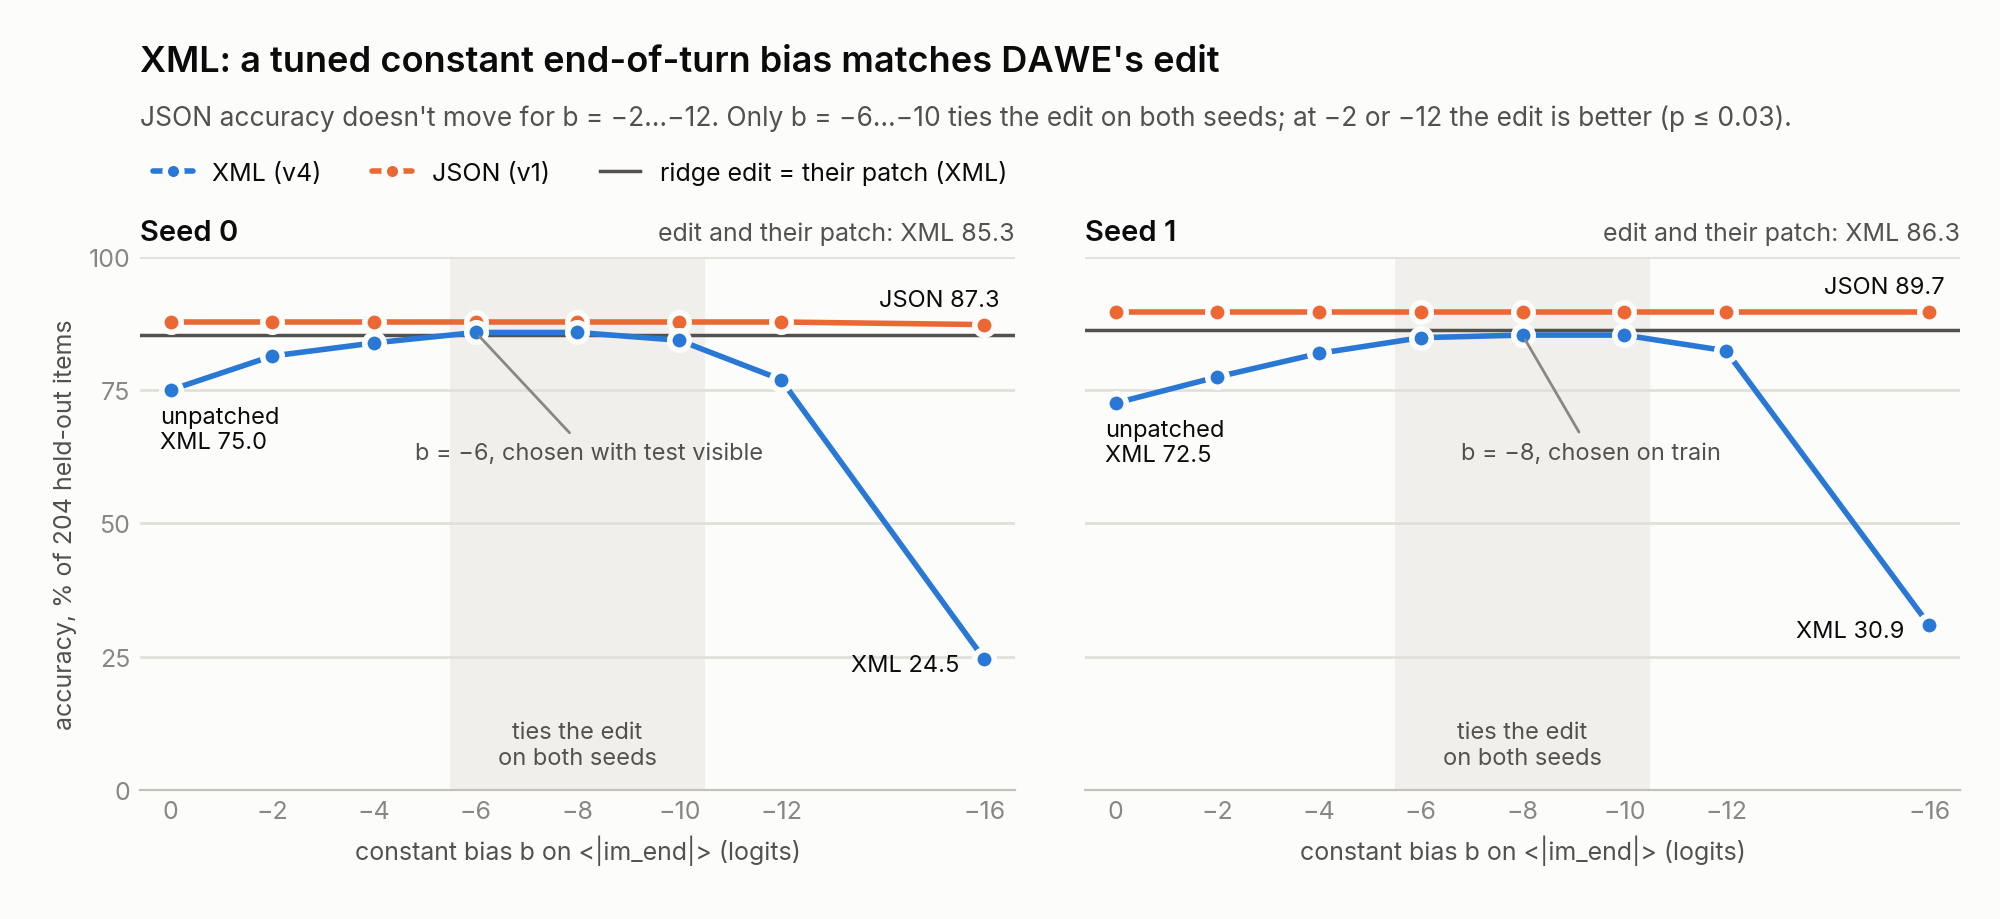 XML: a tuned constant end-of-turn bias matches DAWE's edit
JSON accuracy doesn't move for b = −2…−12. Only b = −6…−10 ties the edit on both seeds; at −2 or −12 the edit is better (p ≤ 0.03).
XML (v4) JSON (v1) ridge edit = their patch (XML)
Seed 0 edit and their patch: XML 85.3
accuracy, % of 204 held-out items
100
75
50
25
0
JSON 87.3
unpatched
XML 75.0
b = −6, chosen with test visible
XML 24.5
ties the edit
on both seeds
0 −2 −4 −6 −8 −10 −12 −16
constant bias b on <|im_end|> (logits)
Seed 1 edit and their patch: XML 86.3
JSON 89.7
unpatched
XML 72.5
b = −8, chosen on train
XML 30.9
ties the edit
on both seeds
0 −2 −4 −6 −8 −10 −12 −16
constant bias b on <|im_end|> (logits)